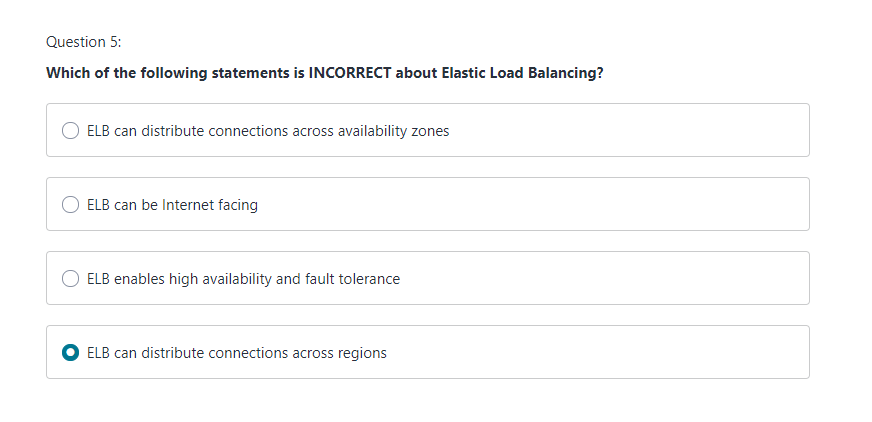 Question 5:
Which of the following statements is INCORRECT about Elastic Load Balancing?
ELB can distribute connections across availability zones
ELB can be Internet facing
ELB enables high availability and fault tolerance
ELB can distribute connections across regions